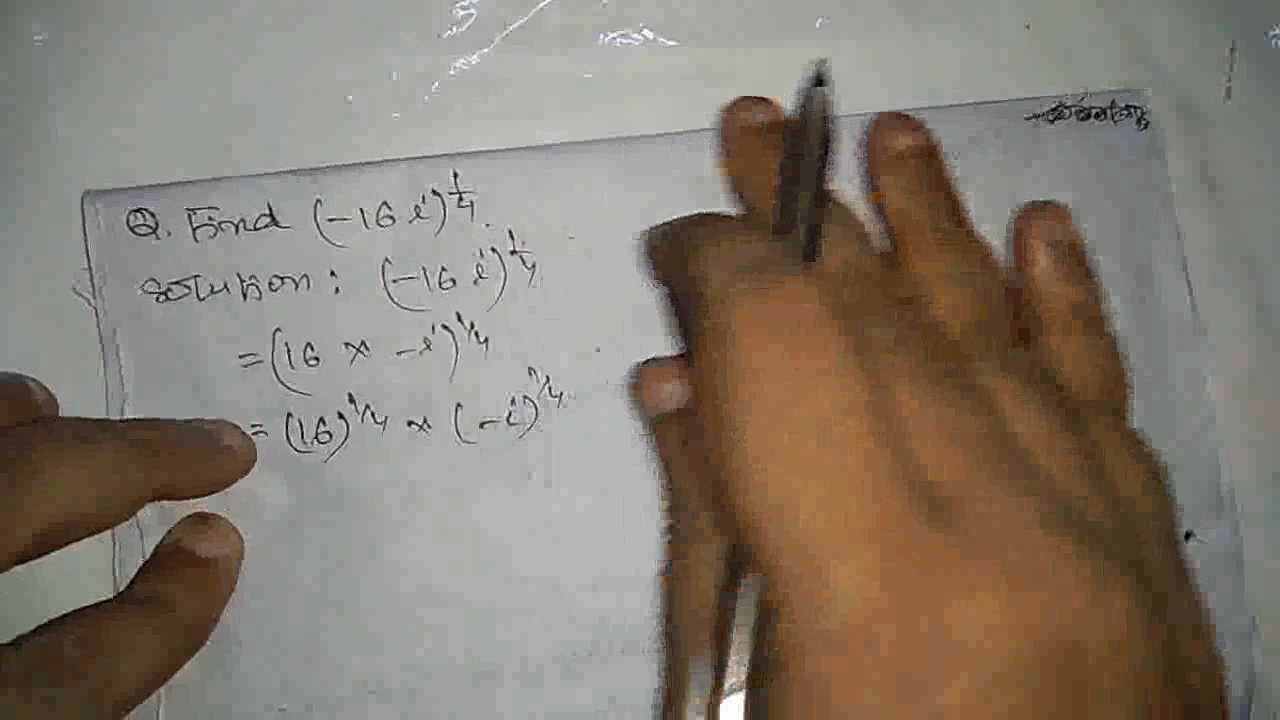 Q. Find (-16 i)^1/4.
Solution : (-16 i)^1/4
= (16 × -i)^1/4
= (16)^1/4 × (-i)^1/4